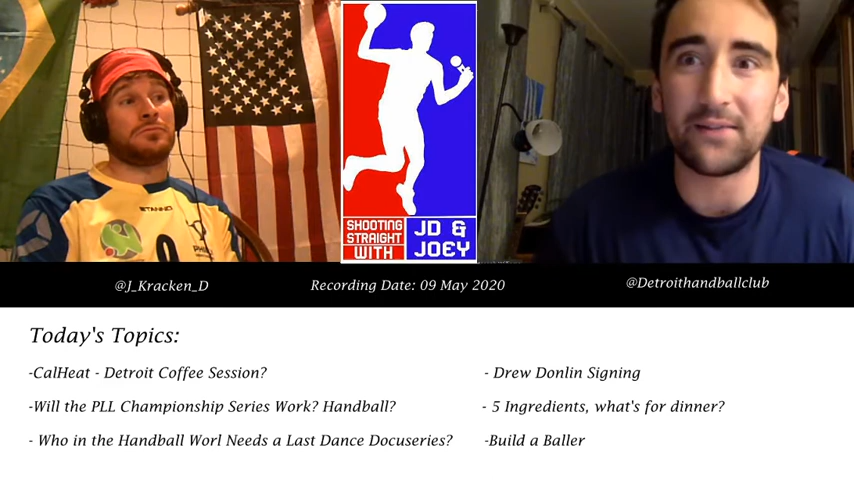 STANNO
SHOOTING
STRAIGHT
WITH
JD &
JOEY
@J_Kracken_D
Recording Date: 09 May 2020
@Detroithandballclub
Today's Topics:
-CalHeat - Detroit Coffee Session?
- Drew Donlin Signing
-Will the PLL Championship Series Work? Handball?
- 5 Ingredients, what's for dinner?
- Who in the Handball Worl Needs a Last Dance Docuseries?
-Build a Baller